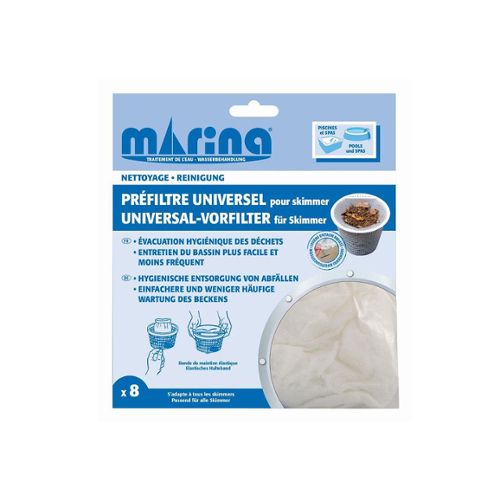 marina
TRAITEMENT DE L'EAU - WASSERBEHANDLUNG
PISCINES
et SPAS
POOLS
und SPAS
NETTOYAGE • REINIGUNG
PRÉFILTRE UNIVERSEL pour skimmer
UNIVERSAL-VORFILTER für Skimmer
FR • ÉVACUATION HYGIÉNIQUE DES DÉCHETS
• ENTRETIEN DU BASSIN PLUS FACILE ET
MOINS FRÉQUENT
• HYGIENISCHE ENTSORGUNG VON ABFÄLLEN
• EINFACHERE UND WENIGER HÄUFIGE
WARTUNG DES BECKENS
Bande de maintien élastique
Elastisches Halteband
x 8
S'adapte à tous les skimmers
Passend für alle Skimmer